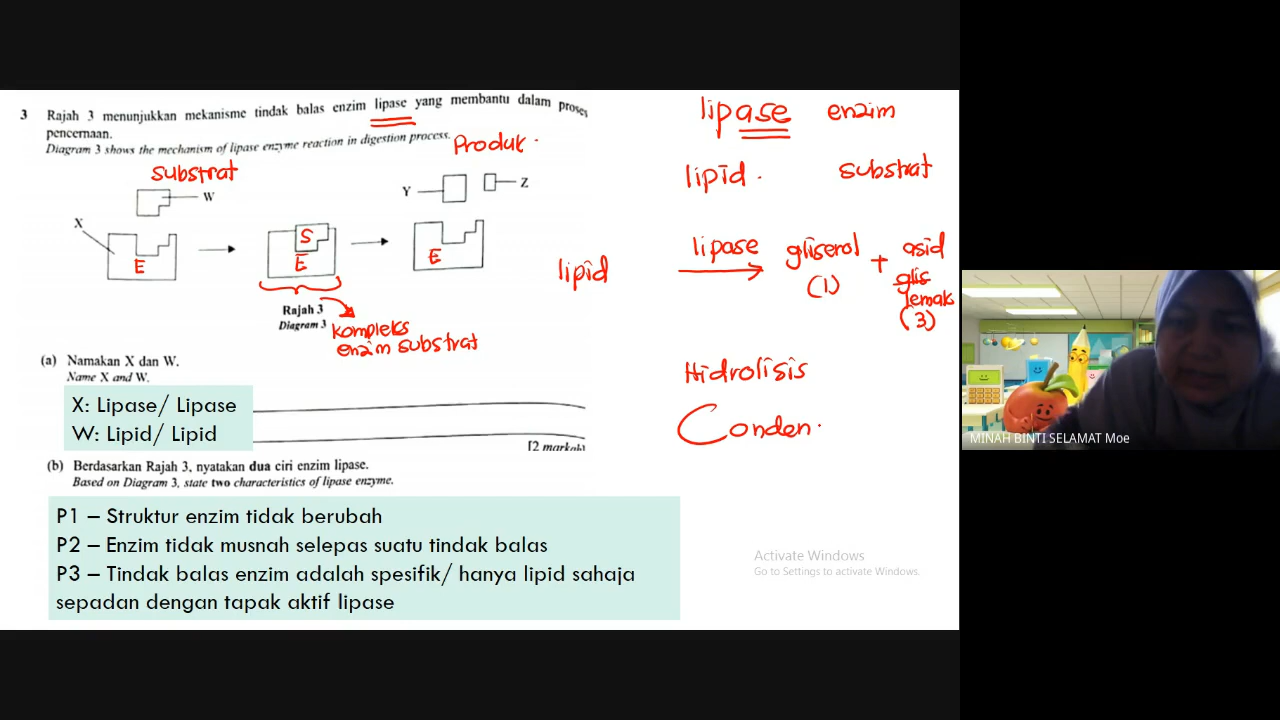 3 Rajah 3 menunjukkan mekanisme tindak balas enzim lipase yang membantu dalam proses
pencernaan.
Diagram 3 shows the mechanism of lipase enzyme reaction in digestion process.
Produk
substrat
W
X
E
S
E
Y
Z
E
Rajah 3
Diagram 3
kompleks
enzim substrat
(a) Namakan X dan W.
Name X and W.
X: Lipase/ Lipase
W: Lipid/ Lipid
[2 markah]
(b) Berdasarkan Rajah 3, nyatakan dua ciri enzim lipase.
Based on Diagram 3, state two characteristics of lipase enzyme.
P1 – Struktur enzim tidak berubah
P2 – Enzim tidak musnah selepas suatu tindak balas
P3 – Tindak balas enzim adalah spesifik/ hanya lipid sahaja
sepadan dengan tapak aktif lipase
lipase enzim
lipid. substrat
lipid lipase gliserol + asid
glis
lemak
(1) (3)
Hidrolisis
Conden.
Activate Windows
Go to Settings to activate Windows.
MINAH BINTI SELAMAT Moe